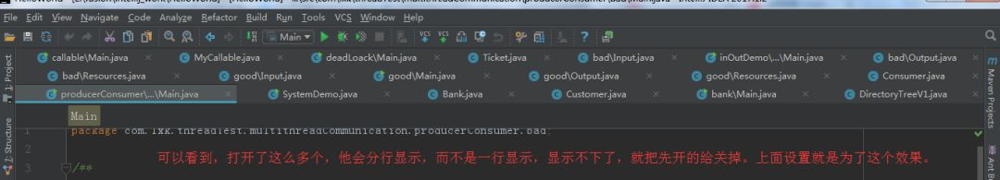 File Edit View Navigate Code Analyze Refactor Build Run Tools VCS Window Help
Main
VCS VCS
callable\Main.java MyCallable.java deadLoack\Main.java Ticket.java bad\Input.java inOutDemo\...\Main.java bad\Output.java
bad\Resources.java good\Input.java good\Main.java good\Output.java good\Resources.java Consumer.java
producerConsumer\...\Main.java SystemDemo.java Bank.java Customer.java bank\Main.java DirectoryTreeV1.java
Main
package com.lxk.threadTest.multithreadCommunication.producerConsumer.bad;
2
可以看到，打开了这么多个，他会分行显示，而不是一行显示，显示不下了，就把先开的给关掉。上面设置就是为了这个效果。
3 /**
1: Project
7: Structure
Maven Projects
Ant B